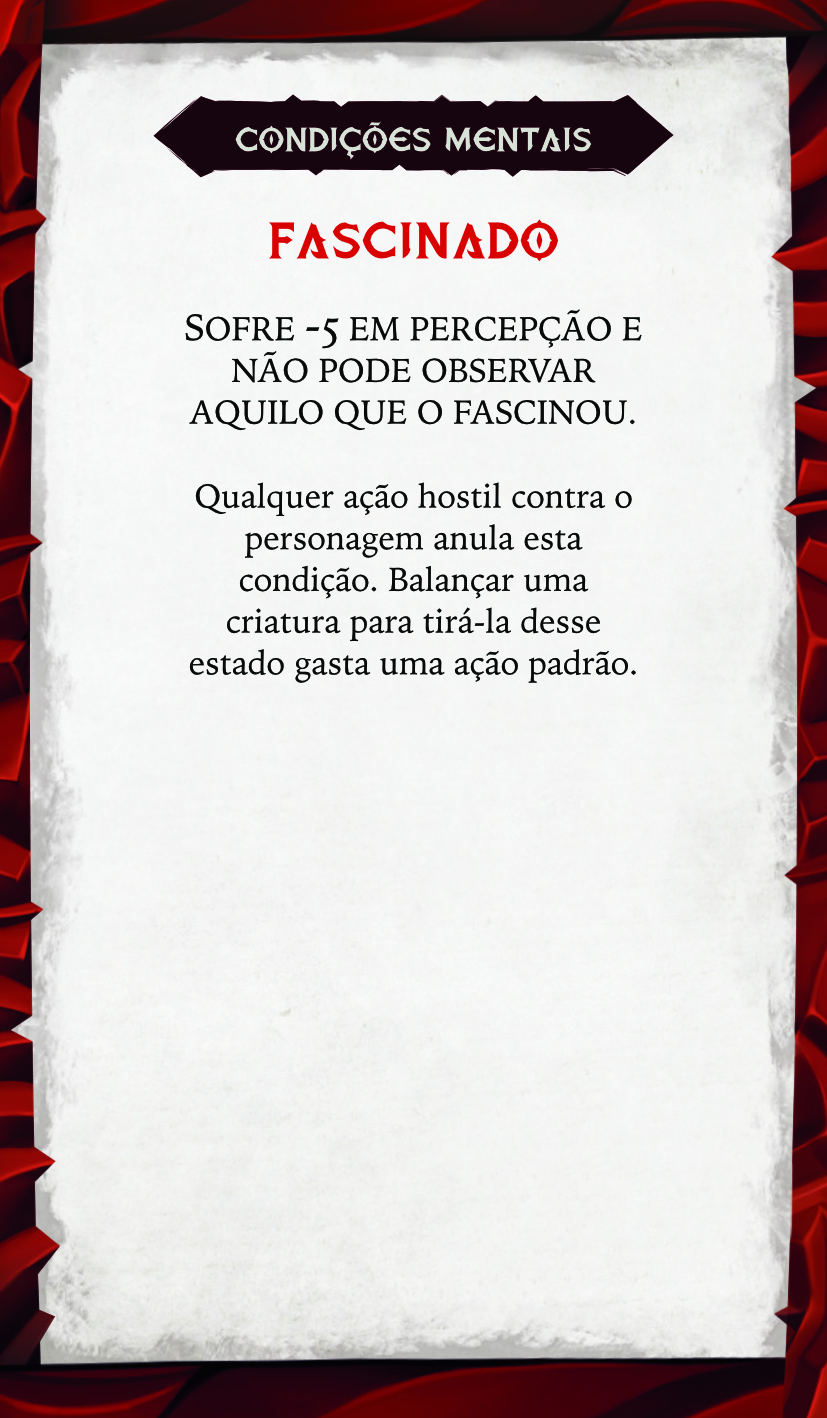 CONDIÇÕES MENTAIS
FASCINADO
SOFRE -5 EM PERCEPÇÃO E
NÃO PODE OBSERVAR
AQUILO QUE O FASCINOU.
Qualquer ação hostil contra o
personagem anula esta
condição. Balançar uma
criatura para tirá-la desse
estado gasta uma ação padrão.